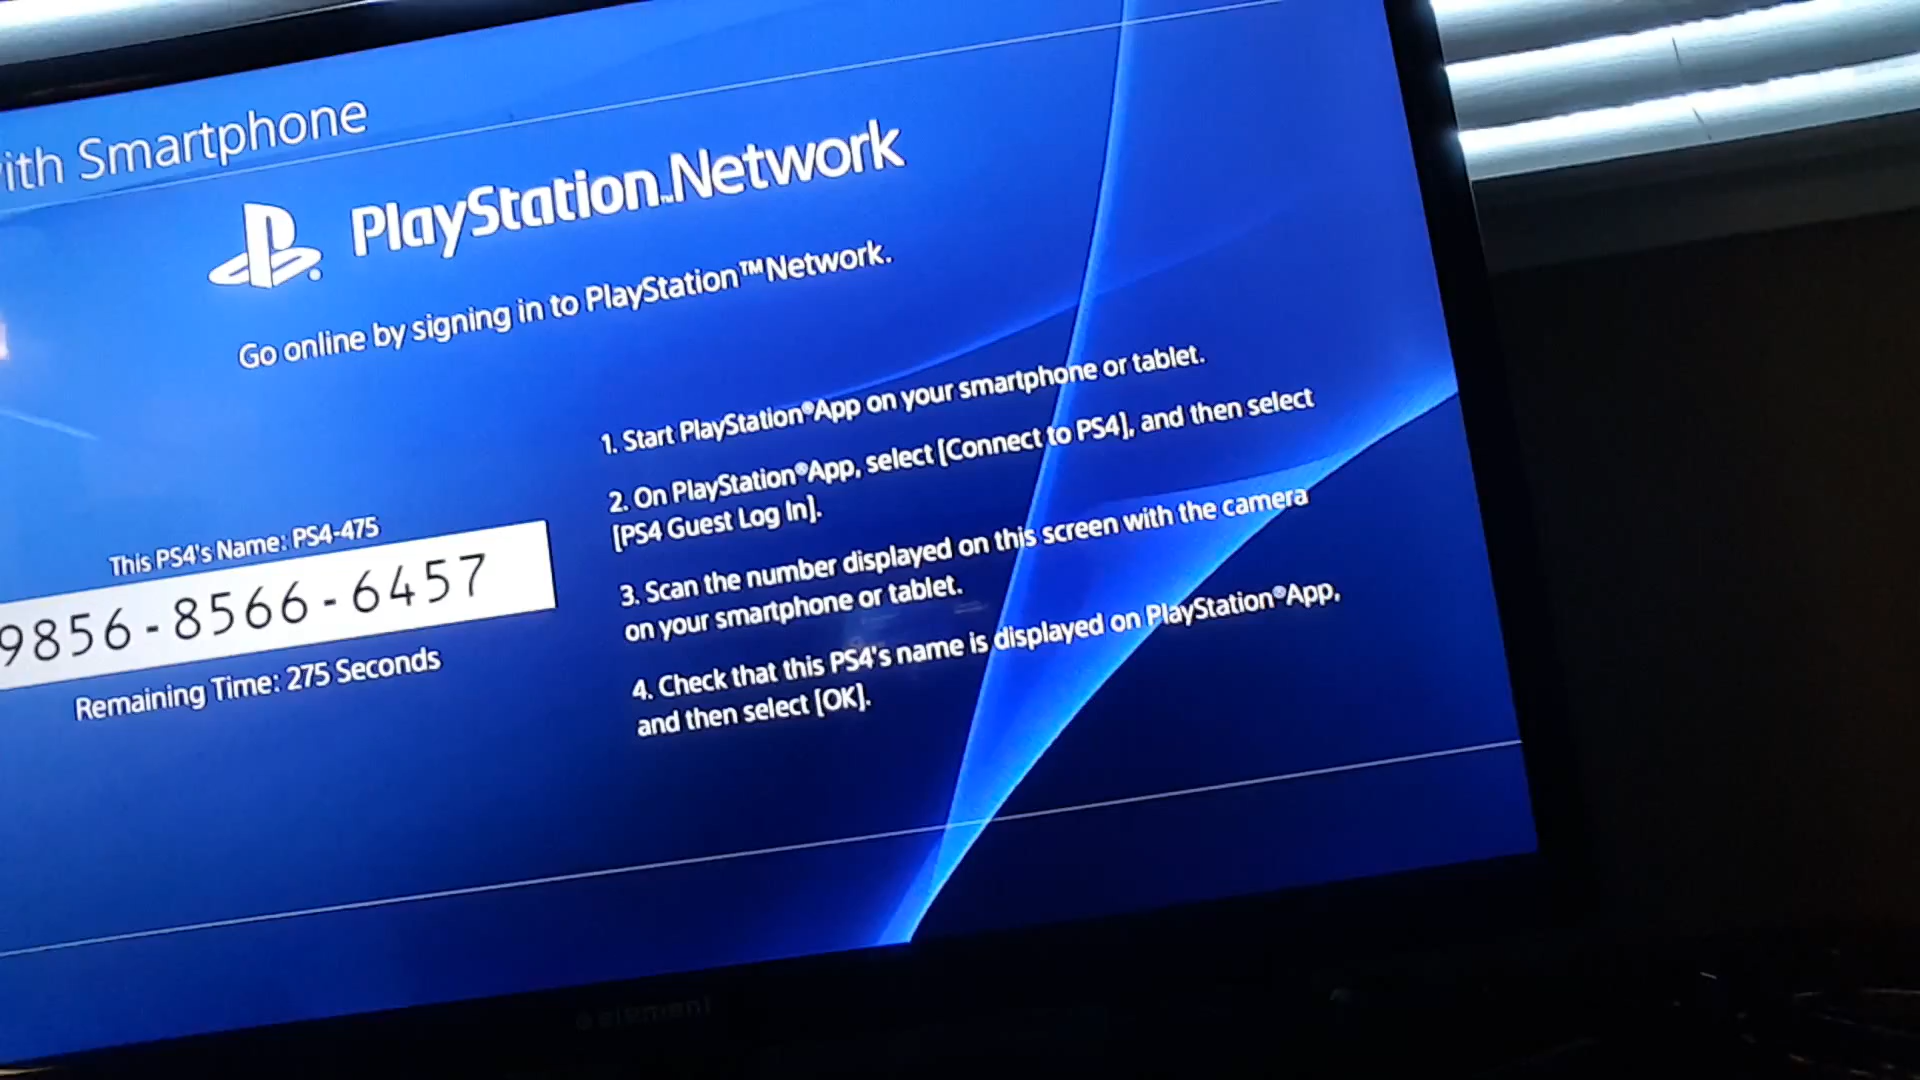 ith Smartphone
PlayStation™Network
Go online by signing in to PlayStation™Network.
This PS4's Name: PS4-475
9856-8566-6457
Remaining Time: 275 Seconds
1. Start PlayStation®App on your smartphone or tablet.
2. On PlayStation®App, select [Connect to PS4], and then select
[PS4 Guest Log In].
3. Scan the number displayed on this screen with the camera
on your smartphone or tablet.
4. Check that this PS4's name is displayed on PlayStation®App,
and then select [OK].
element